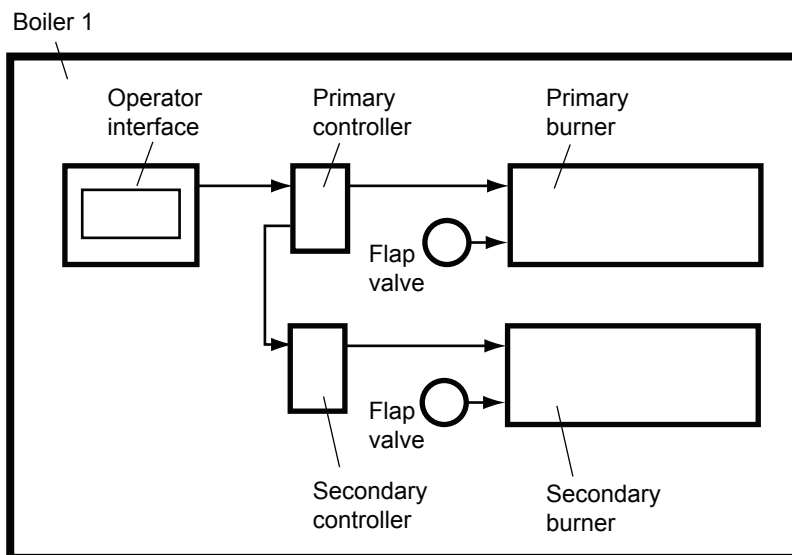 Boiler 1
Operator
interface
Primary
controller
Primary
burner
Flap
valve
Flap
valve
Secondary
controller
Secondary
burner